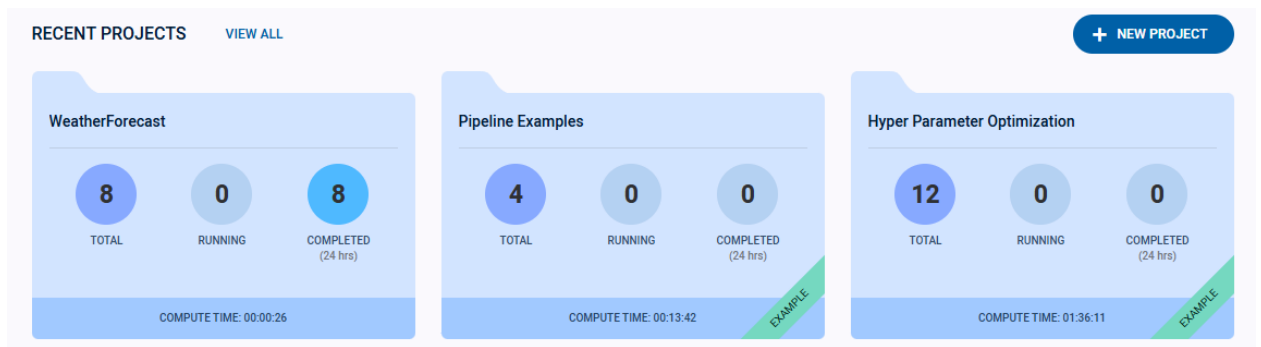 RECENT PROJECTS VIEW ALL + NEW PROJECT
WeatherForecast
8 0 8
TOTAL RUNNING COMPLETED
(24 hrs)
COMPUTE TIME: 00:00:26
Pipeline Examples
4 0 0
TOTAL RUNNING COMPLETED
(24 hrs)
COMPUTE TIME: 00:13:42
EXAMPLE
Hyper Parameter Optimization
12 0 0
TOTAL RUNNING COMPLETED
(24 hrs)
COMPUTE TIME: 01:36:11
EXAMPLE